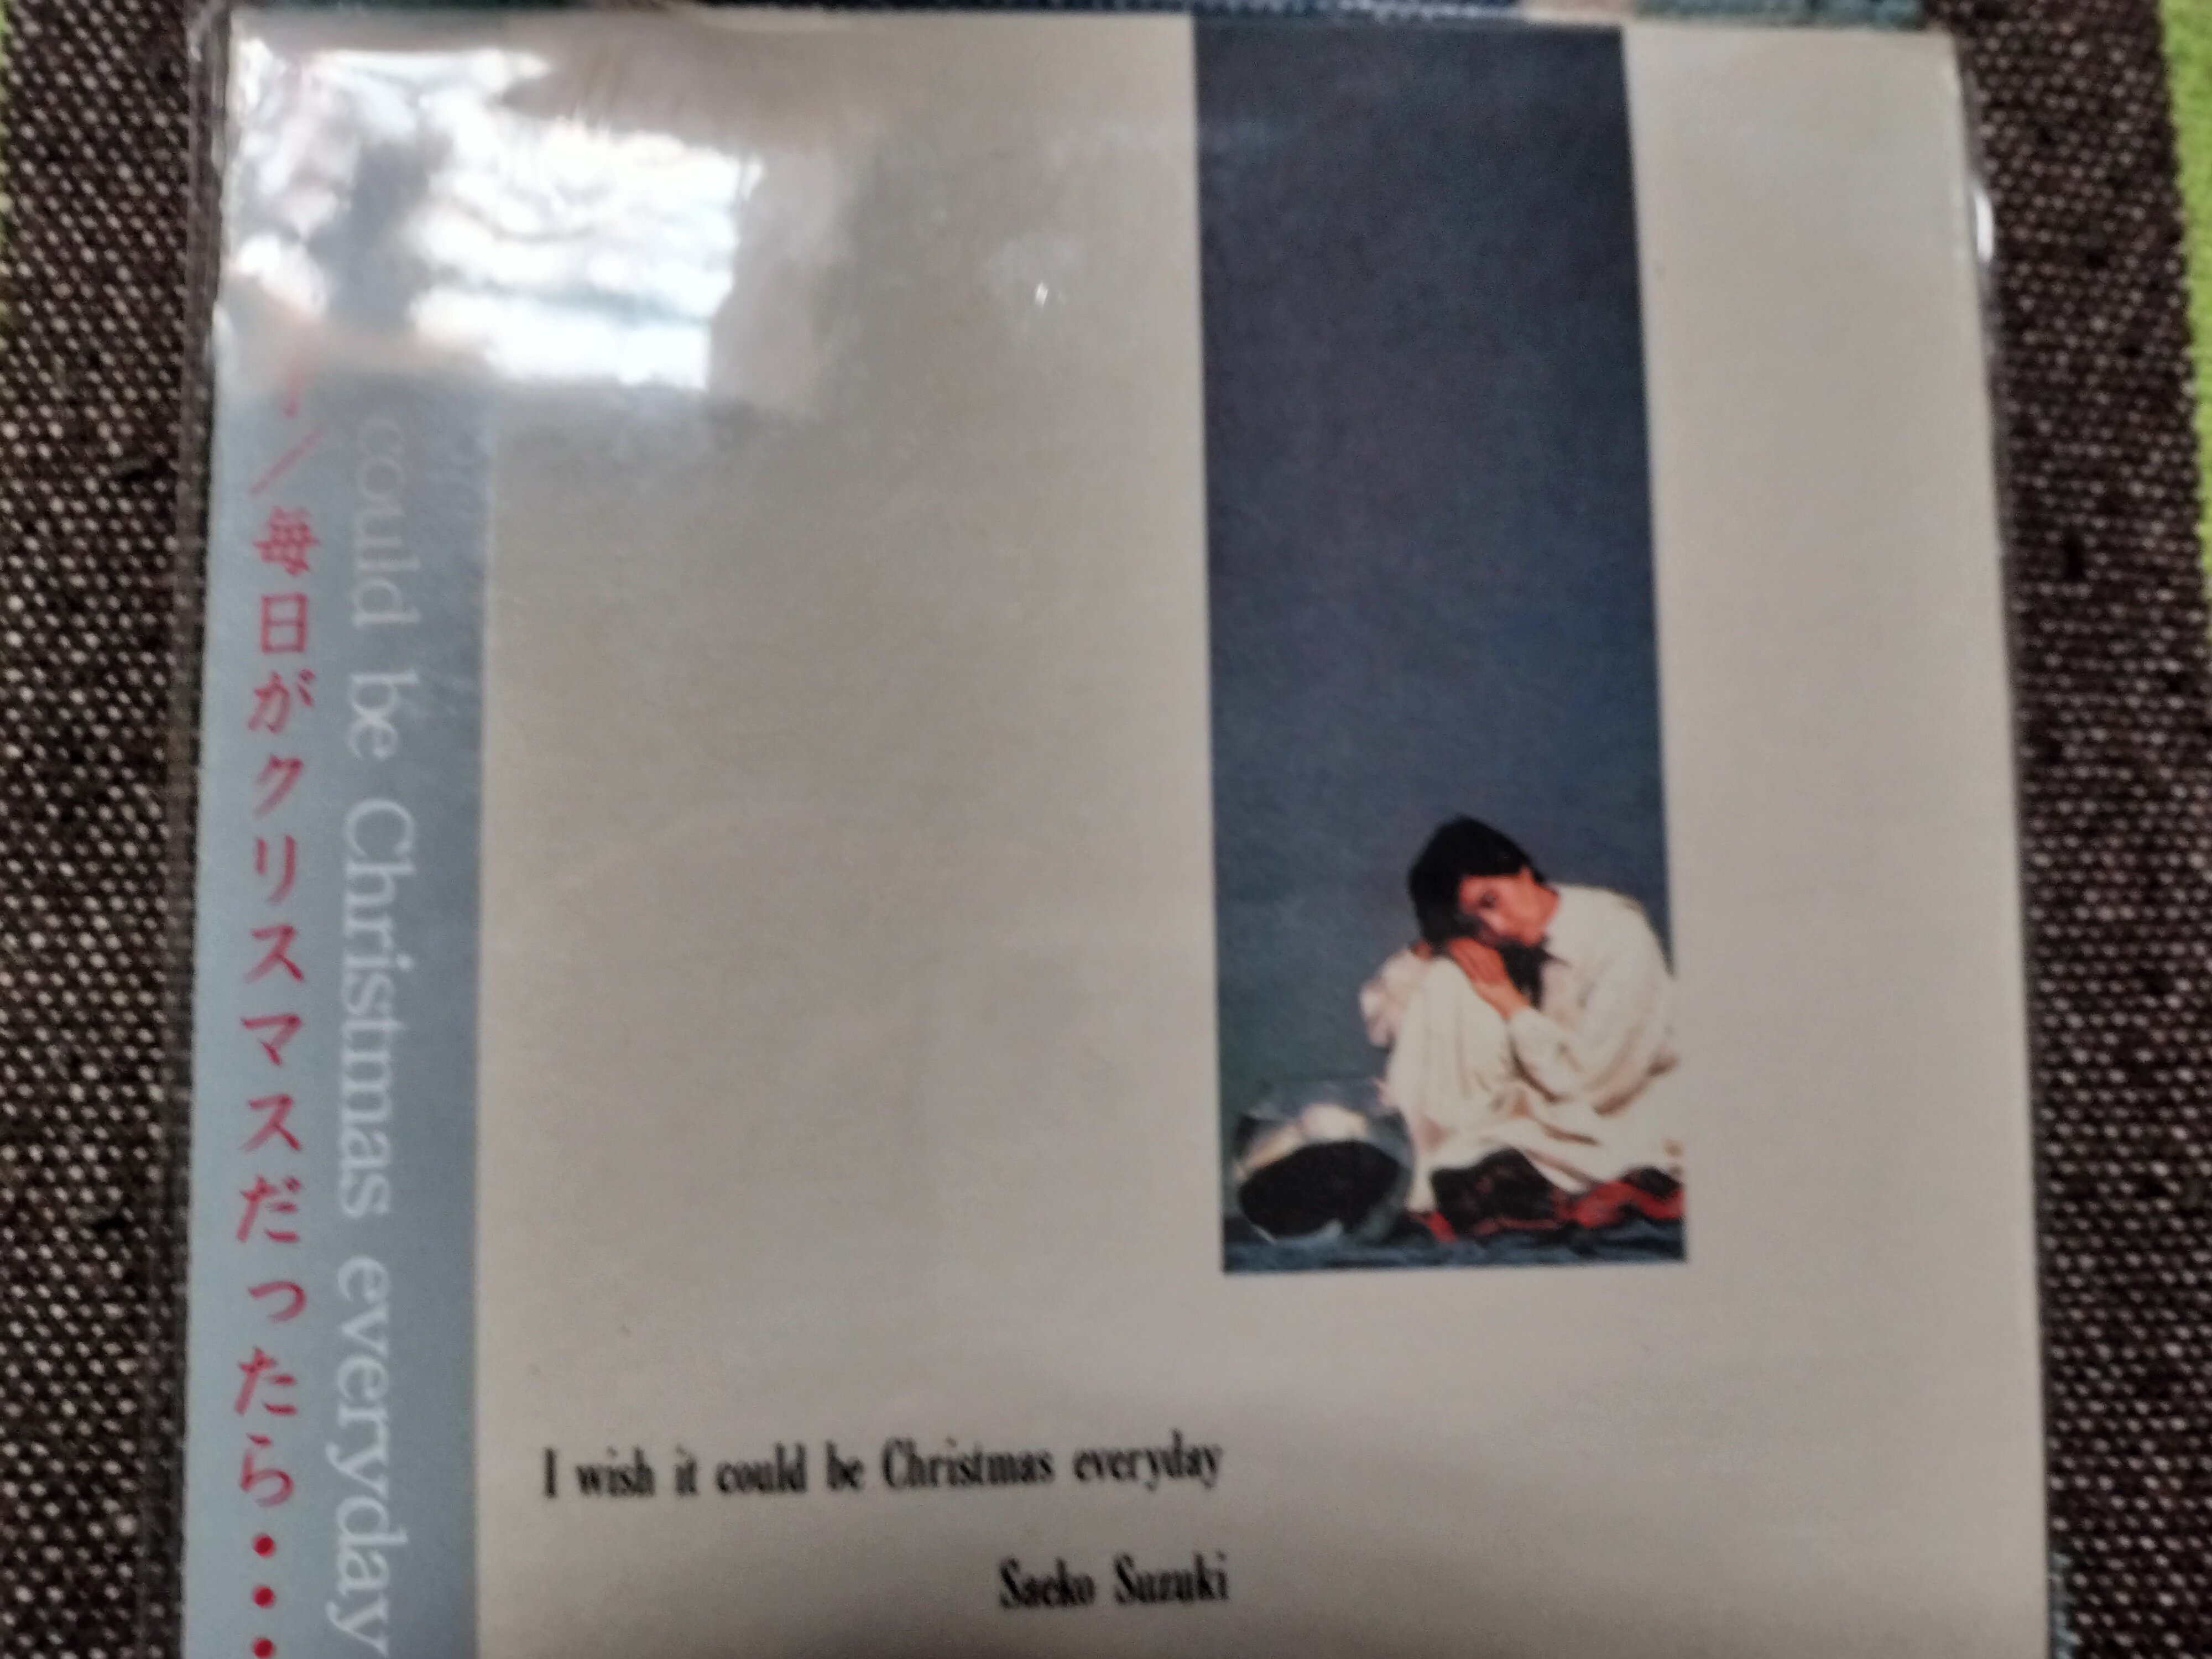 ／毎日がクリスマスだったら・・・
could be Christmas everyday
I wish it could be Christmas everyday
Saeko Suzuki